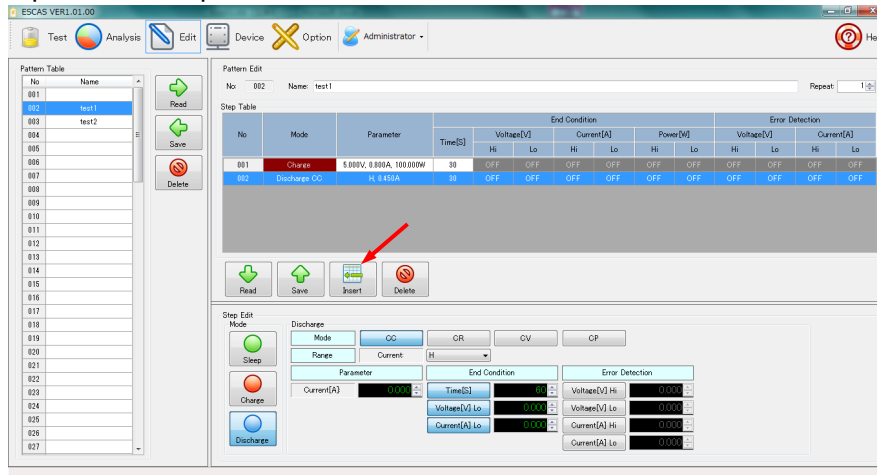 ESCAS VER1.01.00
Test Analysis Edit Device Option Administrator
Pattern Table
No Name
001
002 test1
003 test2
004
005
006
007
008
009
010
011
012
013
014
015
016
017
018
019
020
021
022
023
024
025
026
027
Read
Save
Delete
Pattern Edit
No: 002 Name: test1 Repeat: 1
Step Table
No Mode Parameter End Condition Error Detection
Time[S] Voltage[V] Current[A] Power[W] Voltage[V] Current[A]
Hi Lo Hi Lo Hi Lo Hi Lo Hi Lo
001 Charge 5.000V, 0.800A, 100.000W 30 OFF OFF OFF OFF OFF OFF OFF OFF OFF OFF
002 Discharge CC H, 0.450A 30 OFF OFF OFF OFF OFF OFF OFF OFF OFF OFF
Read Save Insert Delete
Step Edit
Mode
Sleep
Charge
Discharge
Discharge
Mode CC CR CV CP
Range Current H
Parameter End Condition Error Detection
Current[A] 0.000 Time[S] 60 Voltage[V] Hi 0.000
Voltage[V] Lo 0.000 Voltage[V] Lo 0.000
Current[A] Lo 0.000 Current[A] Hi 0.000
Current[A] Lo 0.000